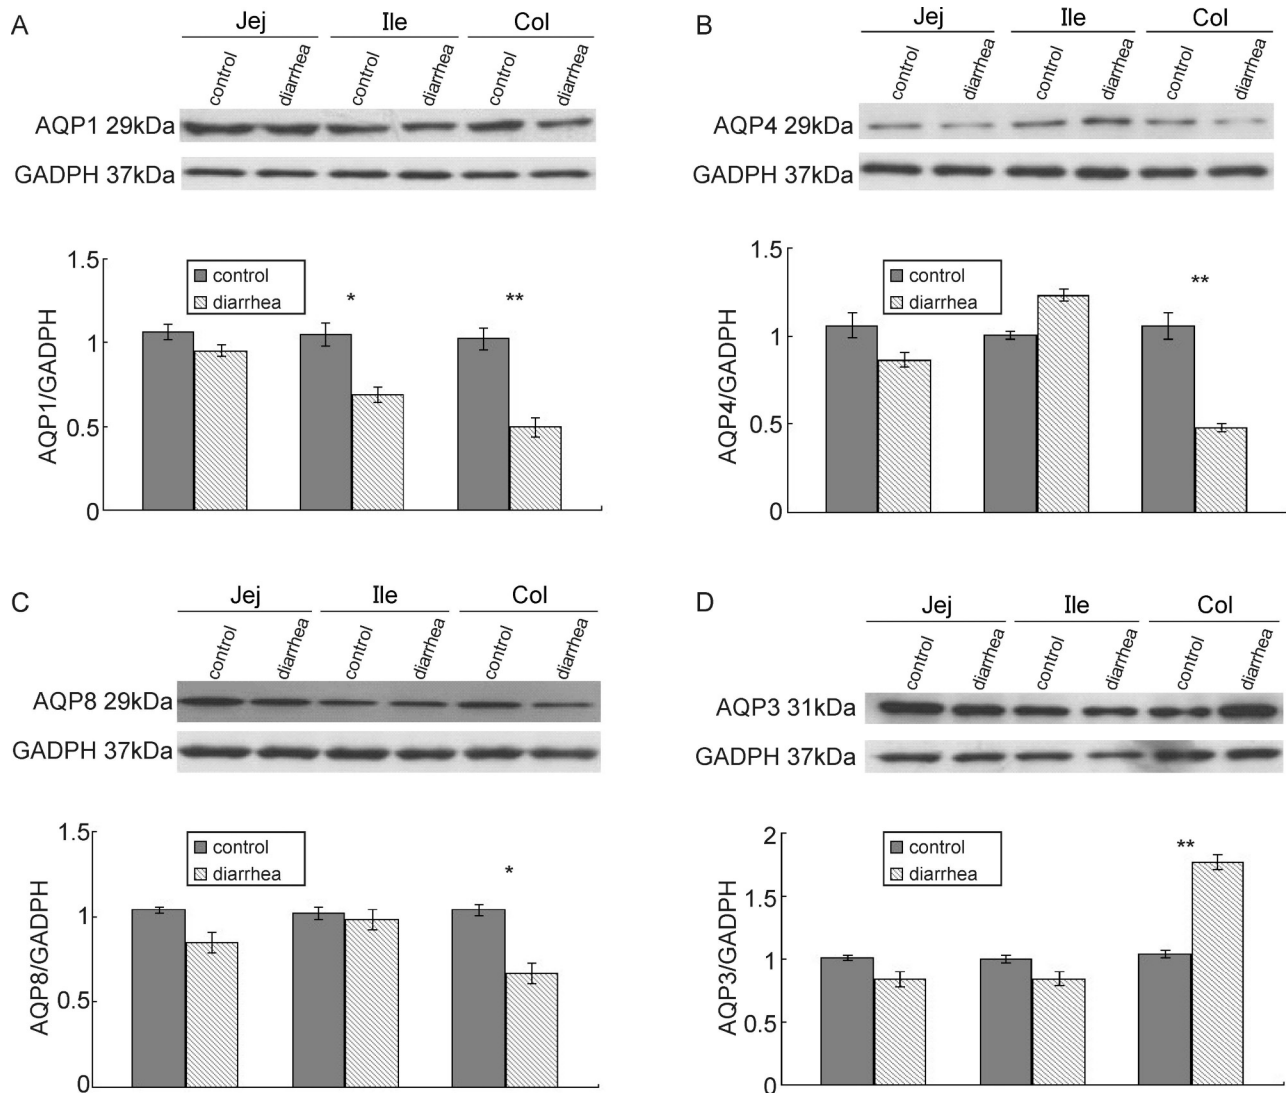 A
Jej Ile Col
control diarrhea control diarrhea control diarrhea
AQP1 29kDa
GADPH 37kDa
1.5
1
0.5
0
AQP1/GADPH
control
diarrhea
*
**
B
Jej Ile Col
control diarrhea control diarrhea control diarrhea
AQP4 29kDa
GADPH 37kDa
1.5
1
0.5
0
AQP4/GADPH
control
diarrhea
**
C
Jej Ile Col
control diarrhea control diarrhea control diarrhea
AQP8 29kDa
GADPH 37kDa
1.5
1
0.5
0
AQP8/GADPH
control
diarrhea
*
D
Jej Ile Col
control diarrhea control diarrhea control diarrhea
AQP3 31kDa
GADPH 37kDa
2
1.5
1
0.5
0
AQP3/GADPH
control
diarrhea
**